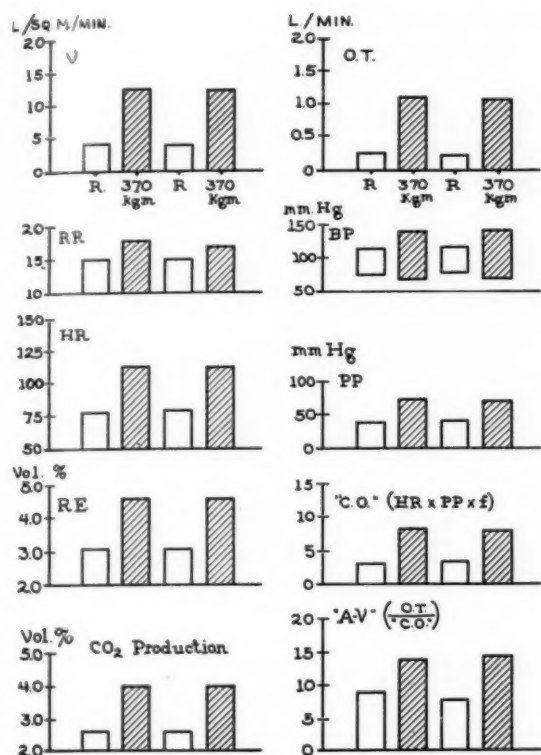 L/SQ.M/MIN.
V
20
15
10
5
0
R.
370 kgm
R
370 Kgm
L/MIN.
O.T.
2.0
1.5
1.0
0.5
0
R
370 Kgm
R
370 Kgm
RR
20
15
10
mm Hg
BP
150
100
50
HR
150
125
100
75
50
mm Hg
PP
100
50
0
Vol. %
RE
5.0
4.0
3.0
2.0
"C.O." (HR x PP x f)
15
10
5
0
Vol. %
CO₂ Production
5.0
4.0
3.0
2.0
"A-V" (O.T. / "C.O.")
20
15
10
5
0